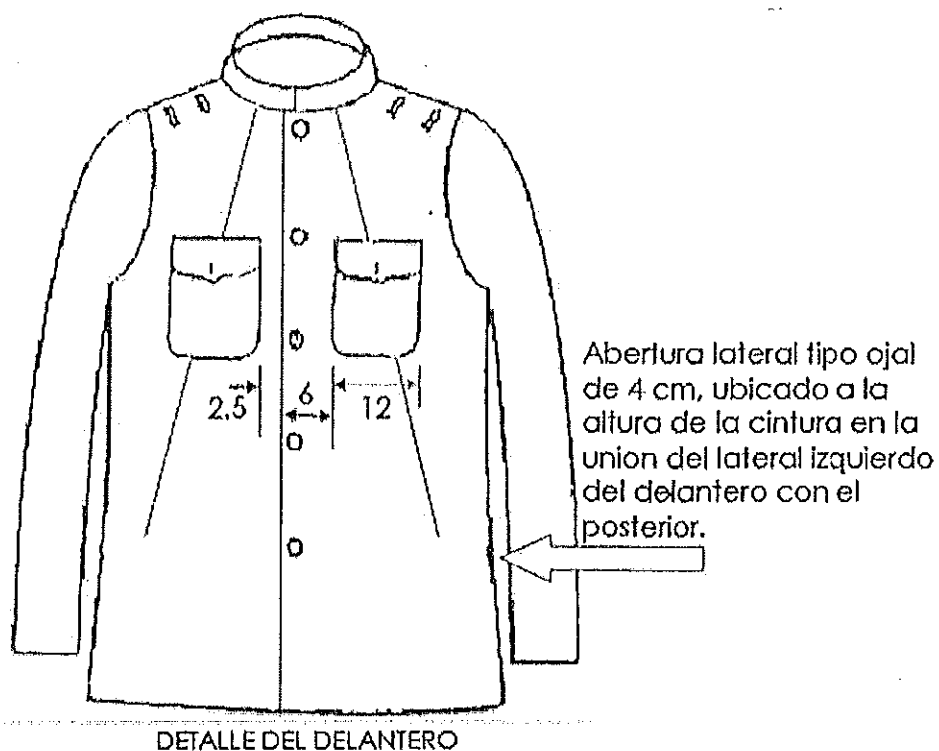 Abertura lateral tipo ojal
de 4 cm, ubicado a la
altura de la cintura en la
union del lateral izquierdo
del delantero con el
posterior.
2,5
6
12
DETALLE DEL DELANTERO